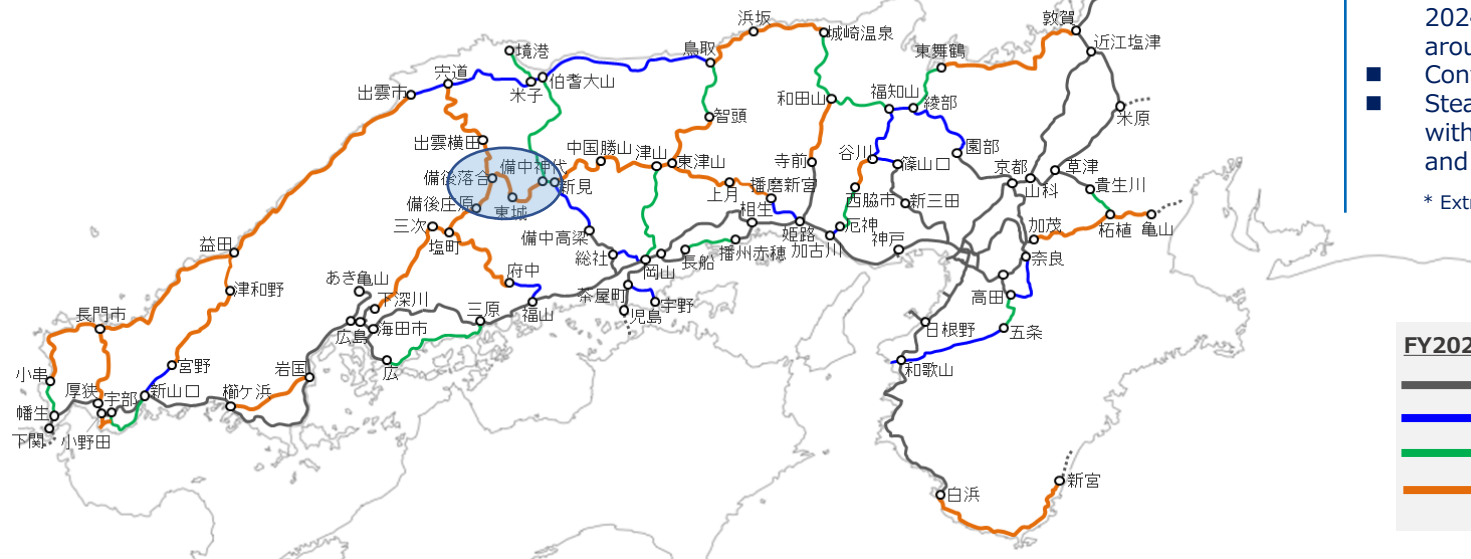 敦賀
浜坂
城崎温泉
近江塩津
境港
鳥取
東舞鶴
宍道
伯耆大山
米子
出雲市
和田山
福知山
綾部
米原
智頭
出雲横田
中国勝山
津山
東津山
寺前
谷川
篠山口
園部
京都
草津
山科
貴生川
備後落合
備中神代
新見
備後庄原
東城
上月
播磨新宮
西脇市
新三田
三次
塩町
備中高梁
相生
姫路
加古川
厄神
神戸
加茂
柘植
亀山
益田
総社
岡山
長船
播州赤穂
奈良
あき亀山
府中
茶屋町
宇野
児島
高田
津和野
下深川
三原
福山
長門市
広島
海田市
日根野
五条
宮野
岩国
広
和歌山
小串
厚狭
宇部
新山口
櫛ケ浜
幡生
下関
小野田
白浜
新宮
arou
Con
Stea
with
and
* Extr
FY202